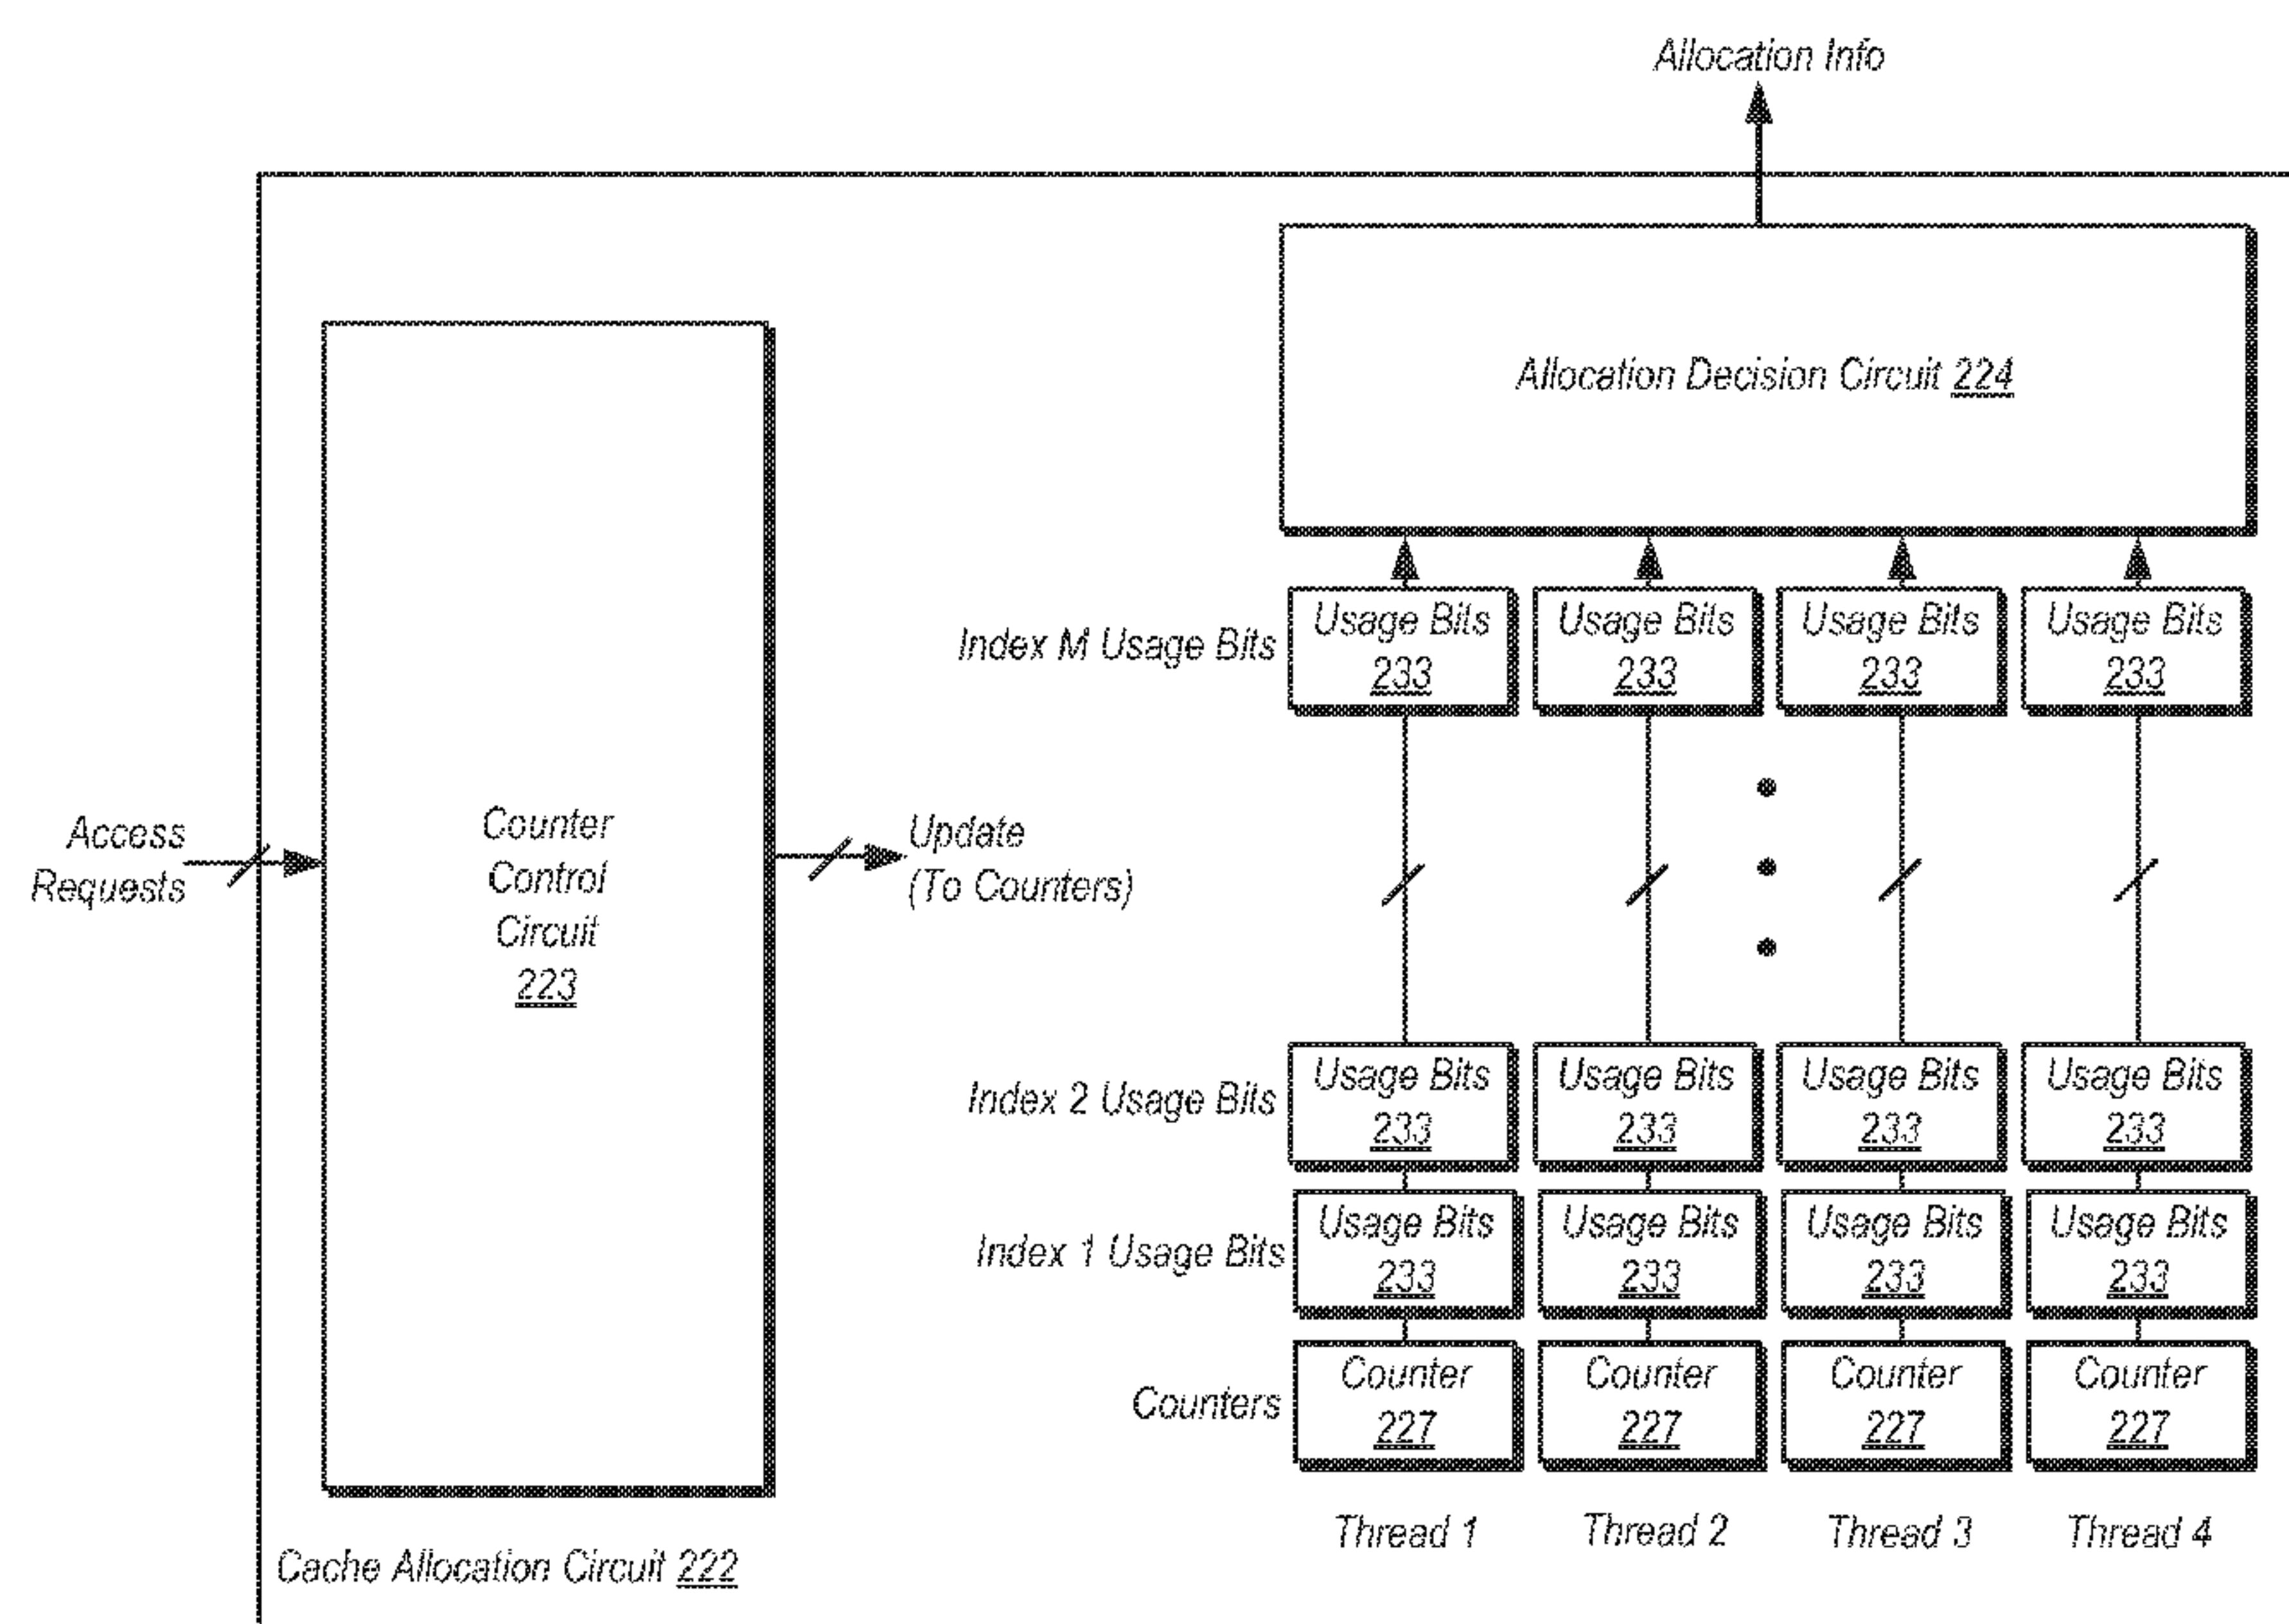 Allocation Info
Allocation Decision Circuit 224
Index M Usage Bits
Usage Bits
233
Usage Bits
233
Usage Bits
233
Usage Bits
233
Access
Requests
Counter
Control
Circuit
223
Update
(To Counters)
Index 2 Usage Bits
Usage Bits
233
Usage Bits
233
Usage Bits
233
Usage Bits
233
Index 1 Usage Bits
Usage Bits
233
Usage Bits
233
Usage Bits
233
Usage Bits
233
Counters
Counter
227
Counter
227
Counter
227
Counter
227
Thread 1
Thread 2
Thread 3
Thread 4
Cache Allocation Circuit 222